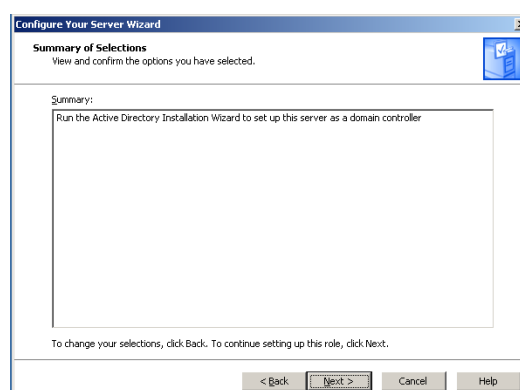 Configure Your Server Wizard
Summary of Selections
View and confirm the options you have selected.
Summary:
Run the Active Directory Installation Wizard to set up this server as a domain controller
To change your selections, click Back. To continue setting up this role, click Next.
< Back
Next >
Cancel
Help